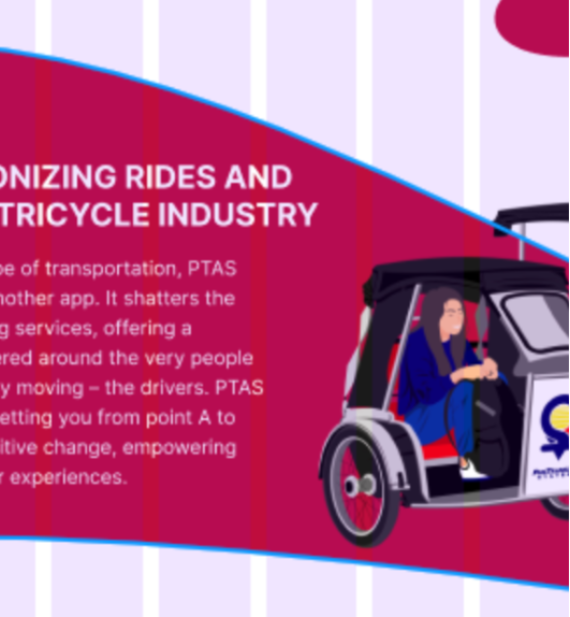 ONIZING RIDES AND
TRICYCLE INDUSTRY
pe of transportation, PTAS
nother app. It shatters the
g services, offering a
ered around the very people
y moving – the drivers. PTAS
etting you from point A to
itive change, empowering
r experiences.